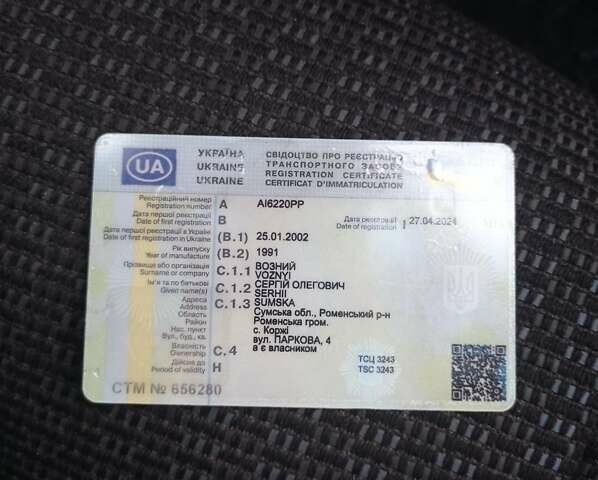 UA
УКРАЇНА
UKRAINE
UKRAINE
СВІДОЦТВО ПРО РЕЄСТРАЦІЮ
ТРАНСПОРТНОГО ЗАСОБУ
REGISTRATION CERTIFICATE
CERTIFICAT D'IMMATRICULATION
Реєстраційний номер
Registration number A AI6220PP
Дата першої реєстрації
Date of first registration B
Дата реєстрації 27.04.2024
Дата першої реєстрації в Україні
Date of first registration in Ukraine (B.1) 25.01.2002
Рік випуску
Year of manufacture (B.2) 1991
Прізвище або організація
Surname or company C.1.1 ВОЗНИЙ
VOZNYI
Ім'я та по батькові
Given name(s) C.1.2 СЕРГІЙ ОЛЕГОВИЧ
SERHII
Адреса
Address C.1.3 SUMSKA
Область
Сумська обл., Роменський р-н
Район
Роменська гром.
Нас. пункт
с. Коржі
Вул., буд., кв.
вул. ПАРКОВА, 4
Власність
Ownership C.4 а є власником
Дійсне до
Period of validity H
ТСЦ 3243
TSC 3243
СТМ № 656280